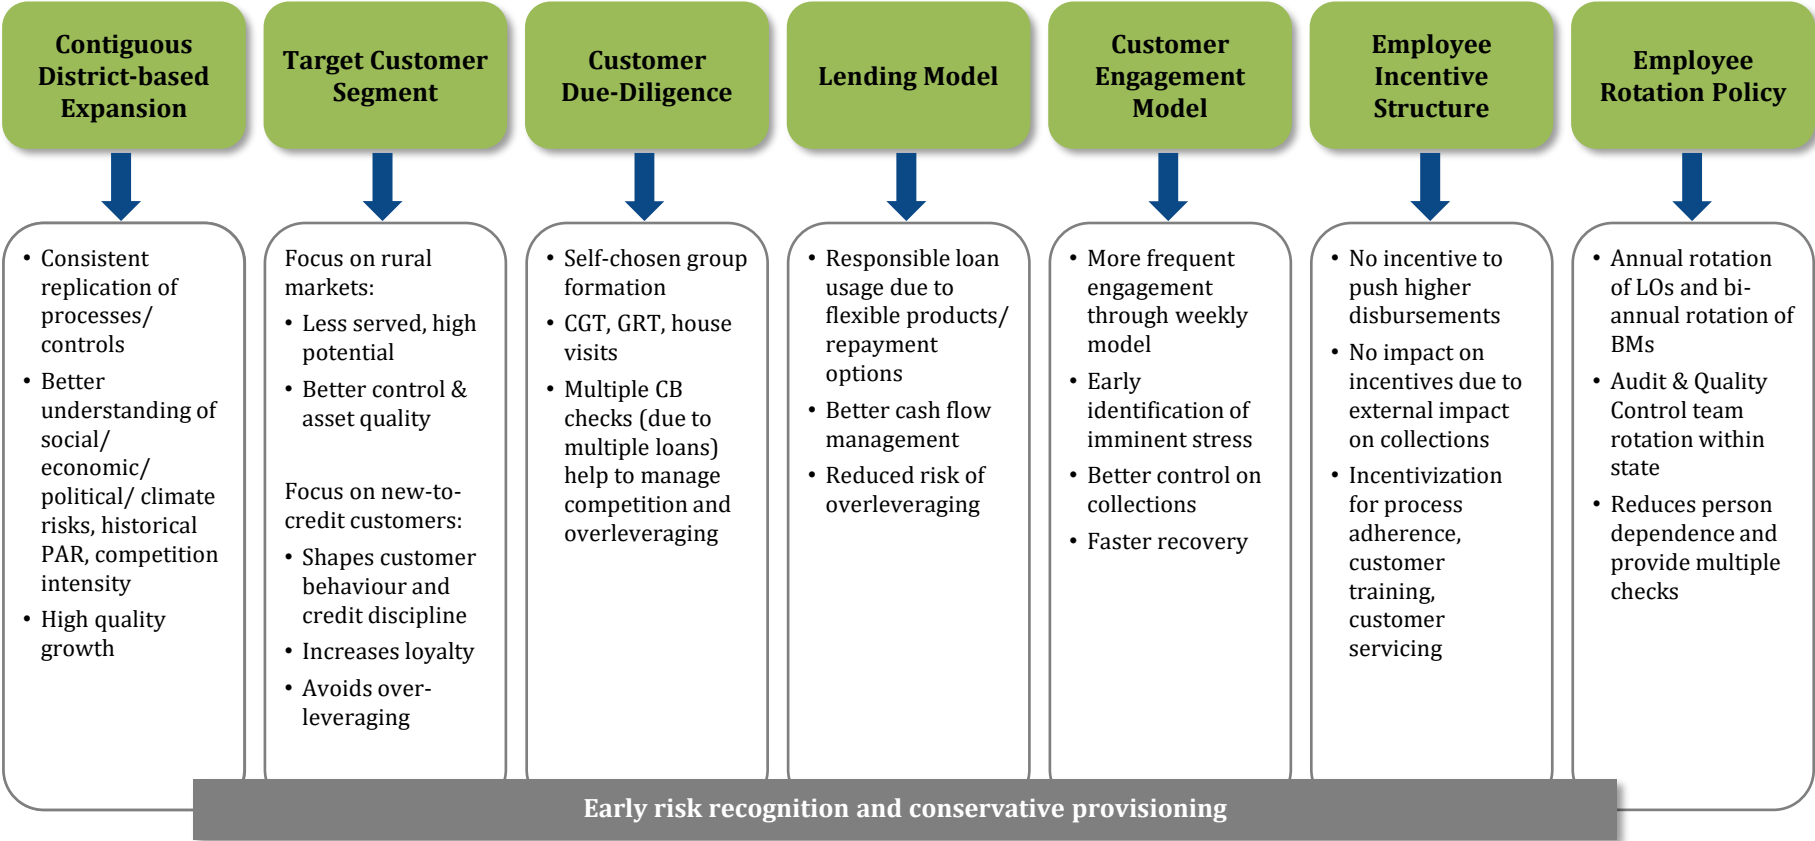 Contiguous
District-based
Expansion
Target Customer
Segment
Customer
Due-Diligence
Lending Model
Customer
Engagement
Model
Employee
Incentive
Structure
Employee
Rotation Policy
• Consistent
replication of
processes/
controls
• Better
understanding of
social/
economic/
political/ climate
risks, historical
PAR, competition
intensity
• High quality
growth
Focus on rural
markets:
• Less served, high
potential
• Better control &
asset quality
Focus on new-to-
credit customers:
• Shapes customer
behaviour and
credit discipline
• Increases loyalty
• Avoids over-
leveraging
• Self-chosen group
formation
• CGT, GRT, house
visits
• Multiple CB
checks (due to
multiple loans)
help to manage
competition and
overleveraging
• Responsible loan
usage due to
flexible products/
repayment
options
• Better cash flow
management
• Reduced risk of
overleveraging
• More frequent
engagement
through weekly
model
• Early
identification of
imminent stress
• Better control on
collections
• Faster recovery
• No incentive to
push higher
disbursements
• No impact on
incentives due to
external impact
on collections
• Incentivization
for process
adherence,
customer
training,
customer
servicing
• Annual rotation
of LOs and bi-
annual rotation of
BMs
• Audit & Quality
Control team
rotation within
state
• Reduces person
dependence and
provide multiple
checks
Early risk recognition and conservative provisioning